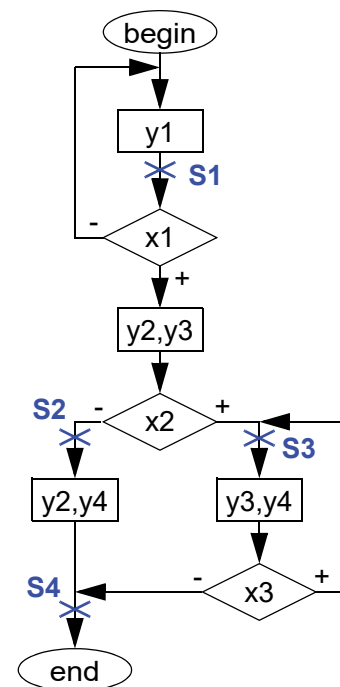 begin
y1
S1
-
x1
+
y2,y3
S2
-
x2
+
S3
y2,y4
y3,y4
S4
-
x3
+
end